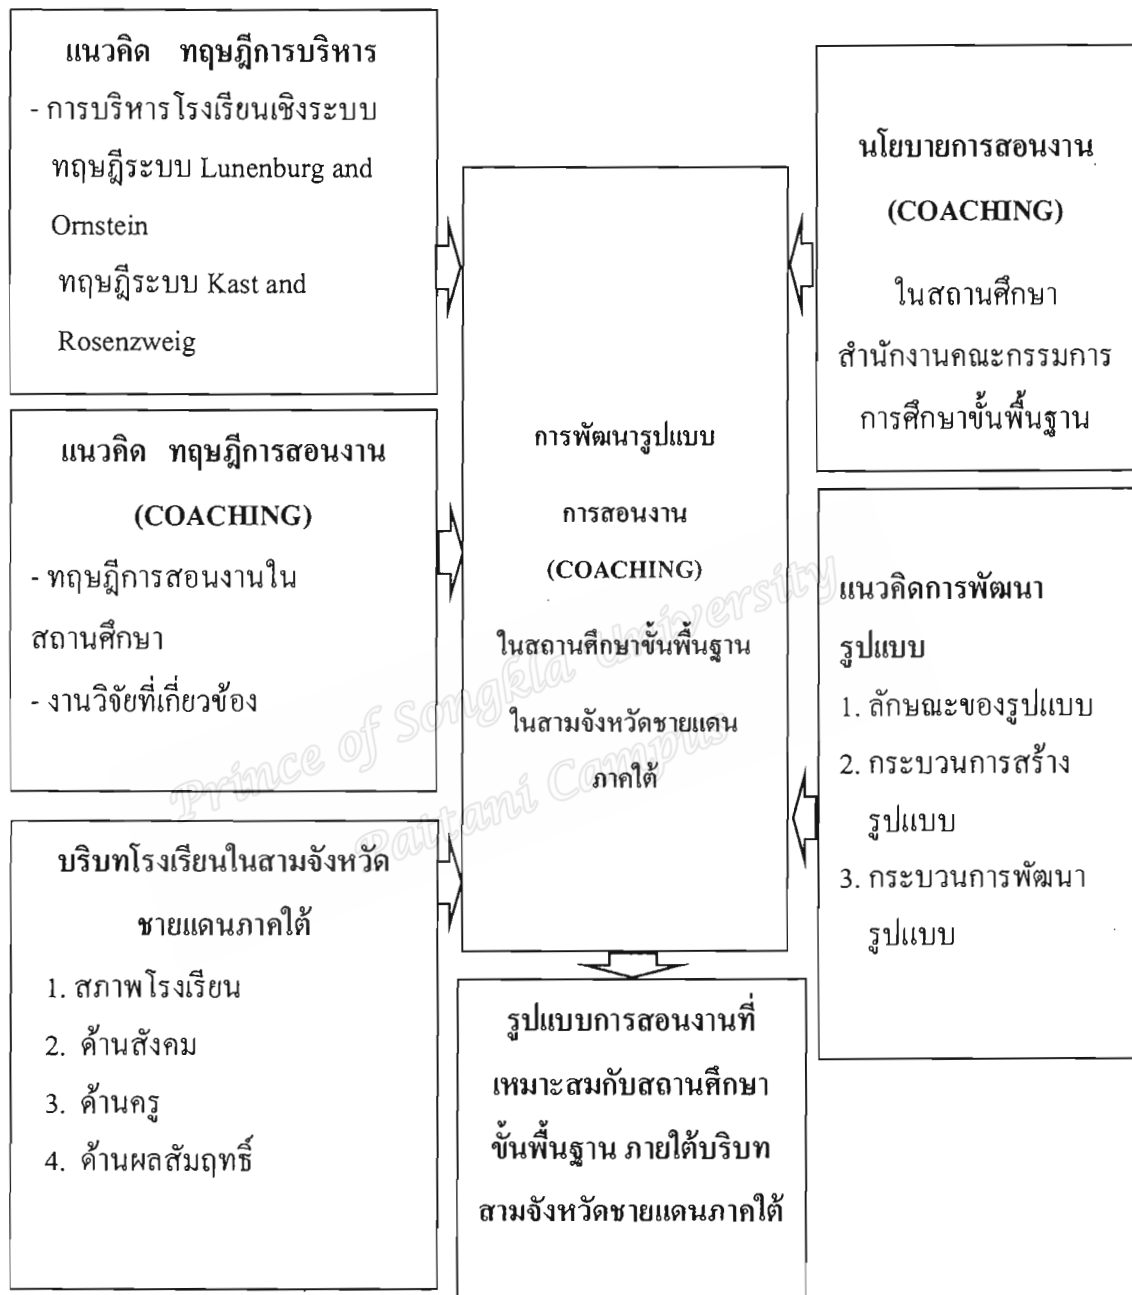 แนวคิด ทฤษฎีการบริหาร
- การบริหารโรงเรียนเชิงระบบ
ทฤษฎีระบบ Lunenburg and
Ornstein
ทฤษฎีระบบ Kast and
Rosenzweig
แนวคิด ทฤษฎีการสอนงาน
(COACHING)
- ทฤษฎีการสอนงานใน
สถานศึกษา
- งานวิจัยที่เกี่ยวข้อง
บริบทโรงเรียนในสามจังหวัด
ชายแดนภาคใต้
1. สภาพโรงเรียน
2. ด้านสังคม
3. ด้านครู
4. ด้านผลสัมฤทธิ์
การพัฒนารูปแบบ
การสอนงาน
(COACHING)
ในสถานศึกษาขั้นพื้นฐาน
ในสามจังหวัดชายแดน
ภาคใต้
นโยบายการสอนงาน
(COACHING)
ในสถานศึกษา
สำนักงานคณะกรรมการ
การศึกษาขั้นพื้นฐาน
แนวคิดการพัฒนา
รูปแบบ
1. ลักษณะของรูปแบบ
2. กระบวนการสร้าง
รูปแบบ
3. กระบวนการพัฒนา
รูปแบบ
รูปแบบการสอนงานที่
เหมาะสมกับสถานศึกษา
ขั้นพื้นฐาน ภายใต้บริบท
สามจังหวัดชายแดนภาคใต้
Prince of Songkla University
Pattani Campus